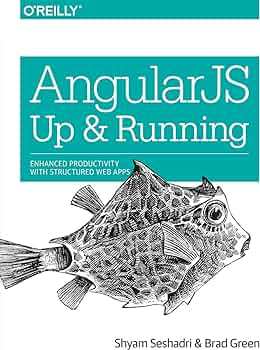 O'REILLY®
AngularJS
Up & Running
ENHANCED PRODUCTIVITY
WITH STRUCTURED WEB APPS
Shyam Seshadri & Brad Green